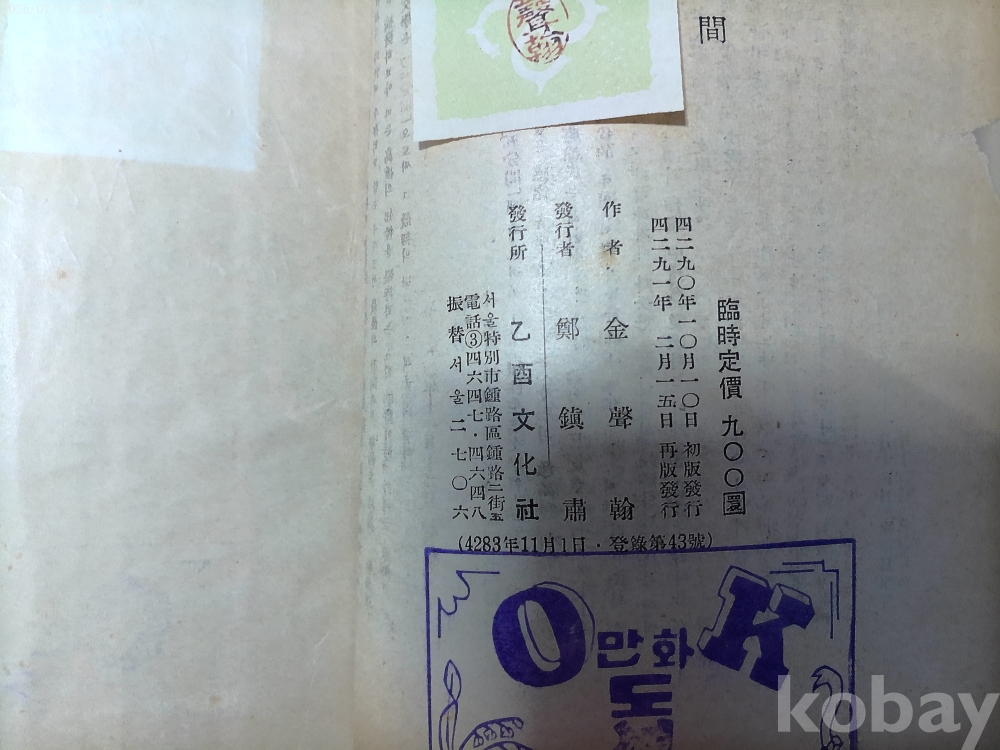 間
聲
翰
臨時定價 九〇〇圜
四二九〇年一〇月一〇日 初版發行
四二九一年 二月一五日 再版發行
作者 金聲翰
發行者 鄭鎭肅
發行所 乙酉文化社
서울特別市鍾路區鍾路二街
電話③四六四七·四六四八
振替서울二七〇六
(4283年11月1日·登錄第43號)
OK
만화
도
kobay